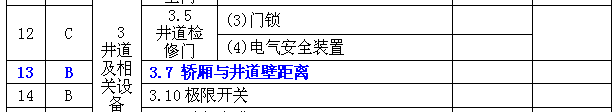 12 C 3 3.5 (3)门锁
井道及相关设备 井道检修门 (4)电气安全装置
13 B 3.7 轿厢与井道壁距离
14 B 3.10极限开关